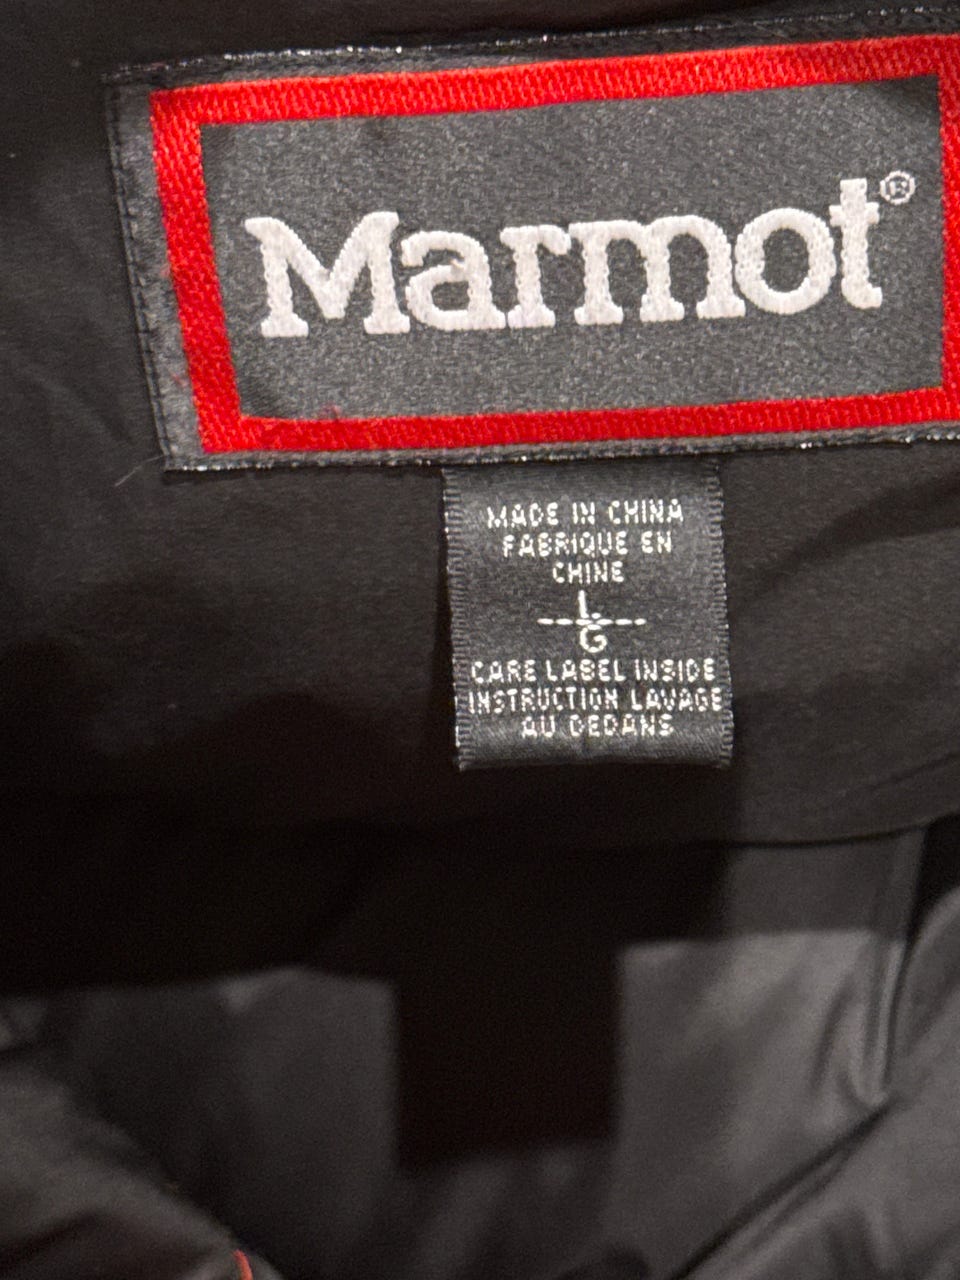 Marmot®
MADE IN CHINA
FABRIQUE EN
CHINE
L
G
CARE LABEL INSIDE
INSTRUCTION LAVAGE
AU DEDANS